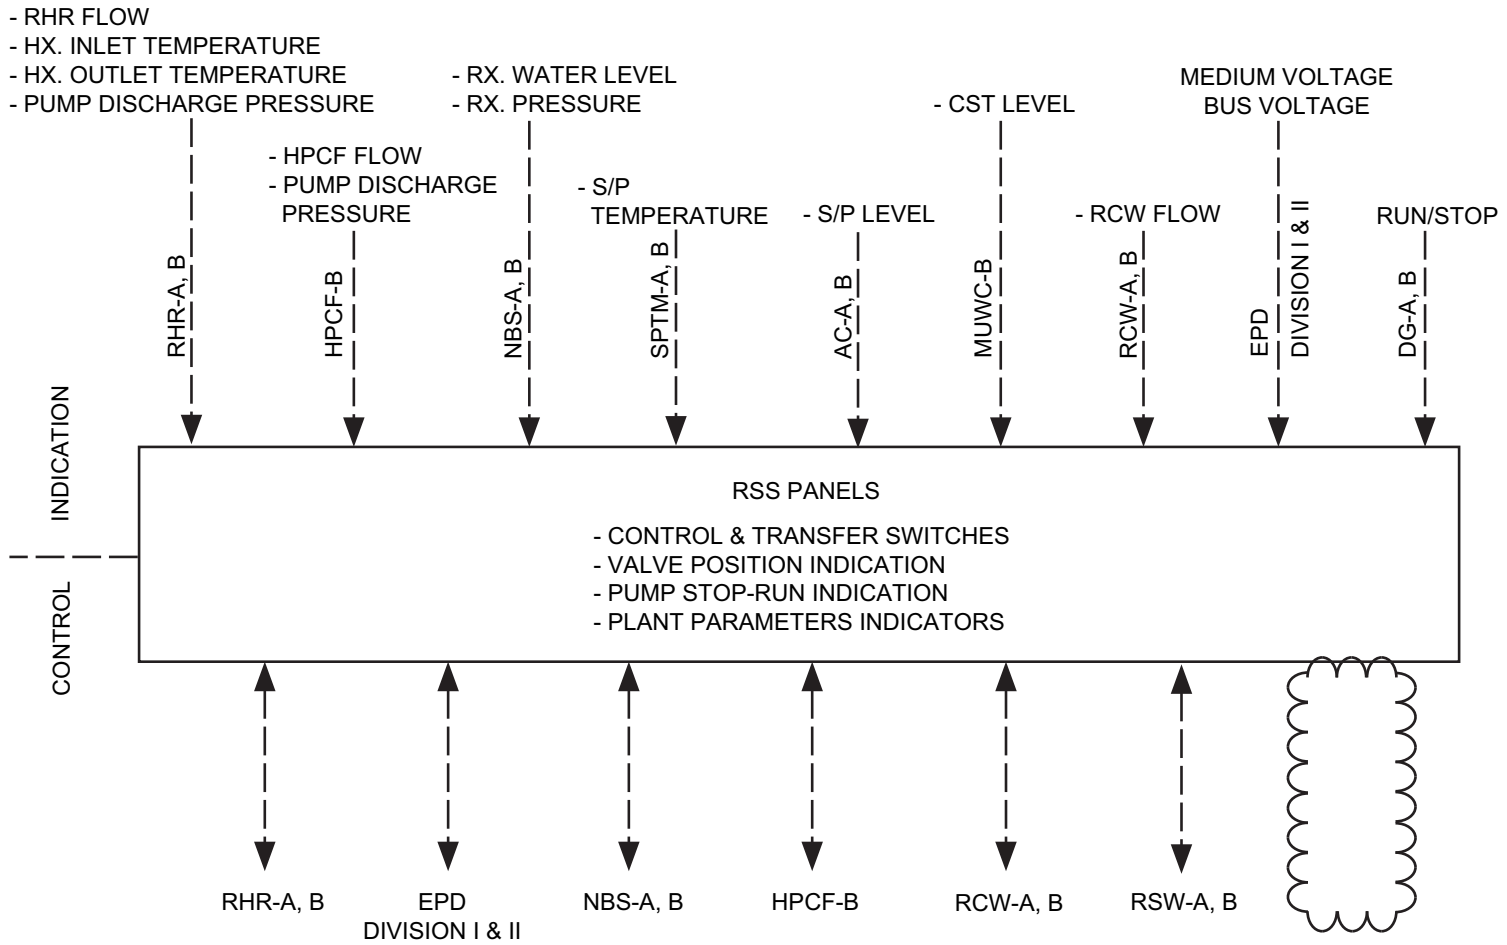 - RHR FLOW
- HX. INLET TEMPERATURE
- HX. OUTLET TEMPERATURE
- PUMP DISCHARGE PRESSURE
- RX. WATER LEVEL
- RX. PRESSURE
- CST LEVEL
MEDIUM VOLTAGE
BUS VOLTAGE
- HPCF FLOW
- PUMP DISCHARGE
PRESSURE
- S/P
TEMPERATURE
- S/P LEVEL
- RCW FLOW
RUN/STOP
RHR-A, B
HPCF-B
NBS-A, B
SPTM-A, B
AC-A, B
MUWC-B
RCW-A, B
EPD
DIVISION I & II
DG-A, B
INDICATION
CONTROL
RSS PANELS
- CONTROL & TRANSFER SWITCHES
- VALVE POSITION INDICATION
- PUMP STOP-RUN INDICATION
- PLANT PARAMETERS INDICATORS
RHR-A, B
EPD
DIVISION I & II
NBS-A, B
HPCF-B
RCW-A, B
RSW-A, B